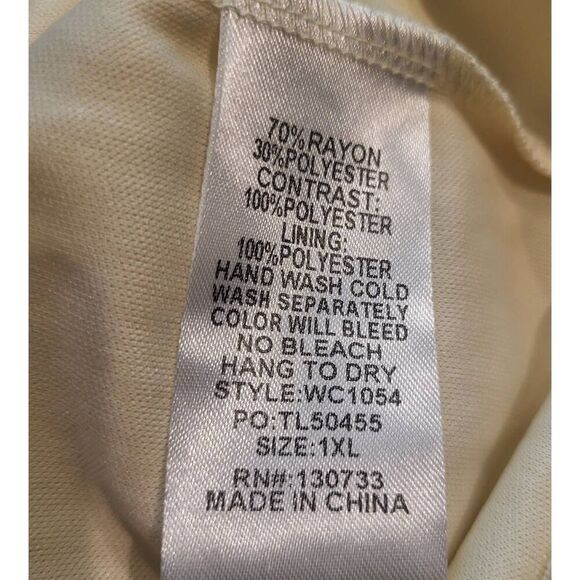 70%RAYON
30%POLYESTER
CONTRAST:
100%POLYESTER
LINING:
100%POLYESTER
HAND WASH COLD
WASH SEPARATELY
COLOR WILL BLEED
NO BLEACH
HANG TO DRY
STYLE:WC1054
PO:TL50455
SIZE:1XL
RN#:130733
MADE IN CHINA